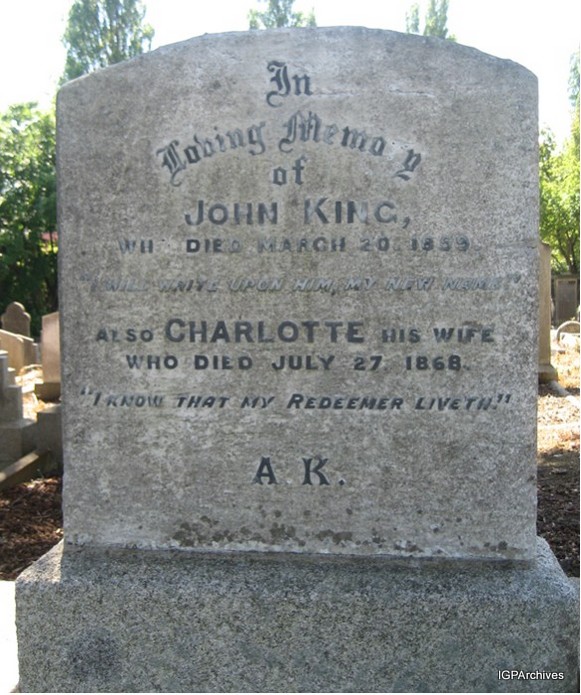 In
Loving Memory
of
JOHN KING,
WHO DIED MARCH 20. 1859.
"I WILL WRITE UPON HIM, MY NEW NAME"
ALSO CHARLOTTE HIS WIFE
WHO DIED JULY 27. 1868.
"I KNOW THAT MY REDEEMER LIVETH."
A. K.
IGPArchives